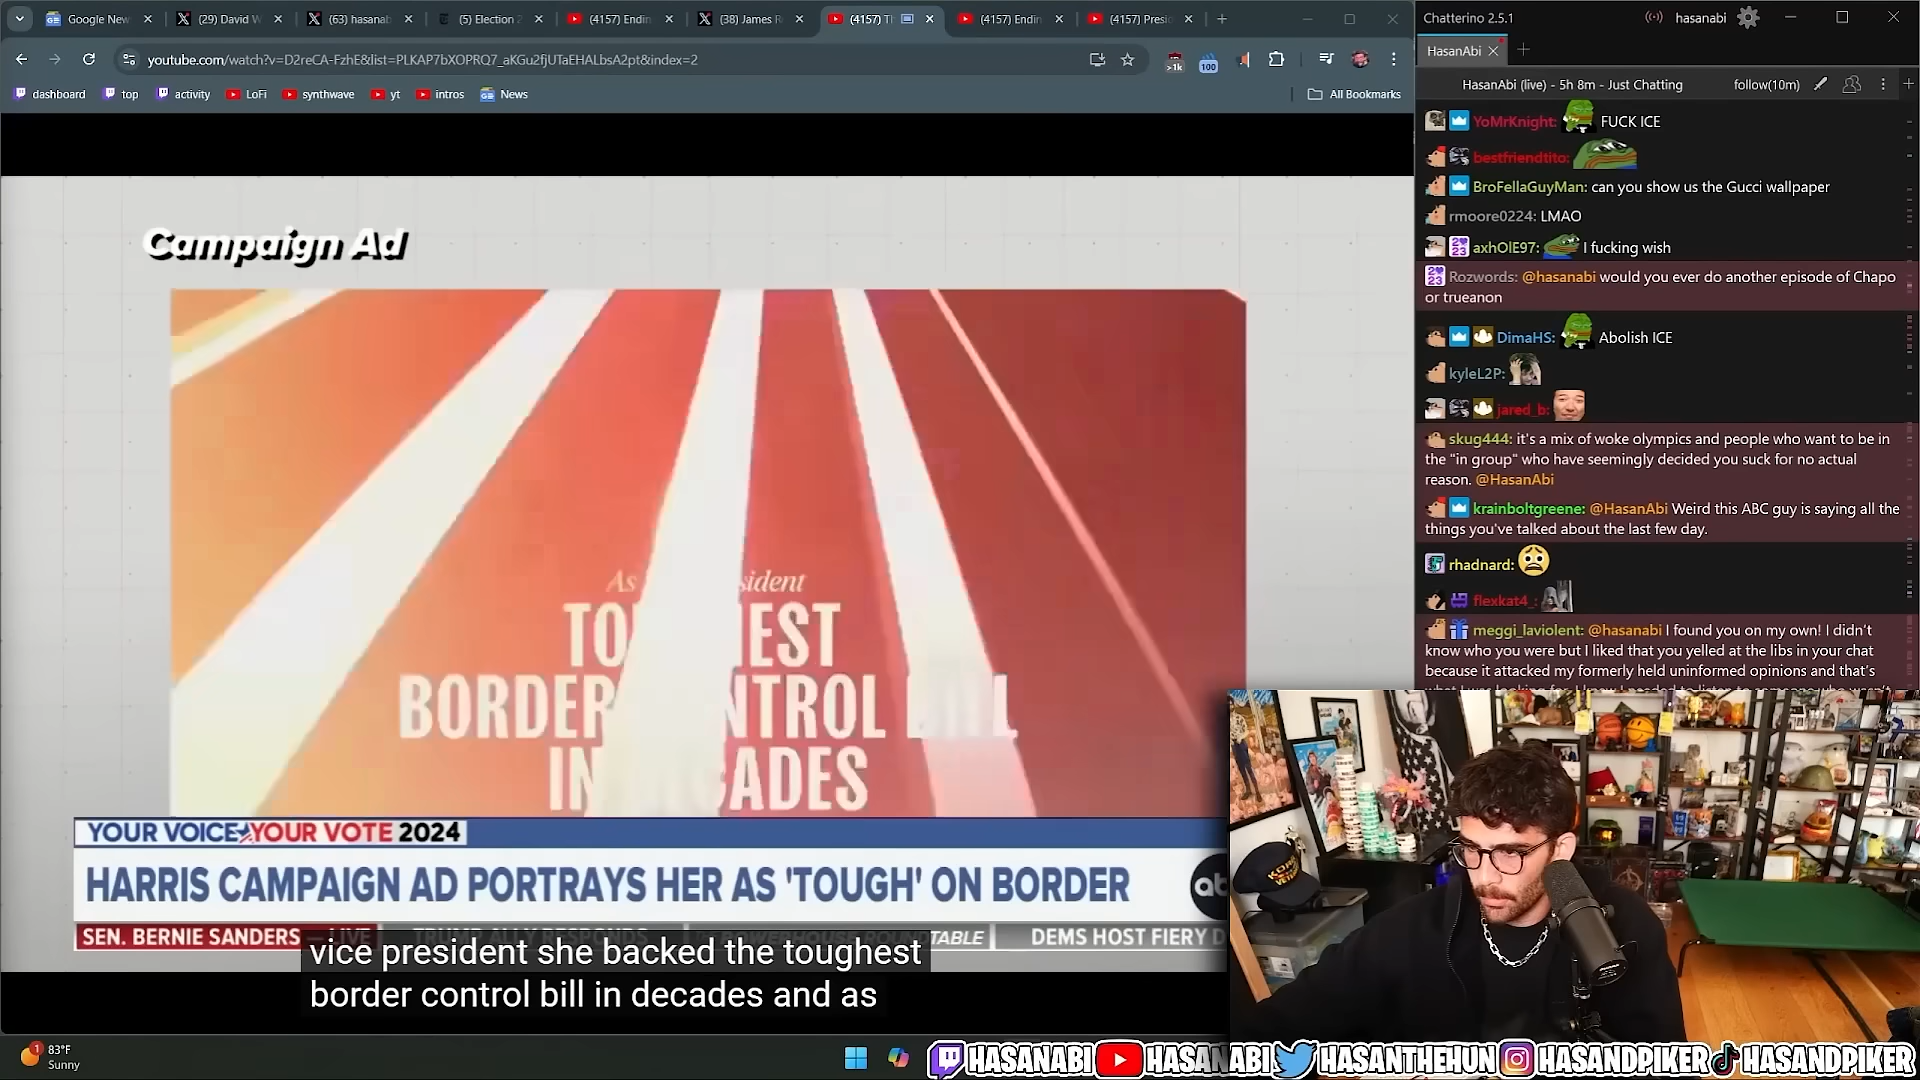 Google New
(29) David W
(63) hasanab
(5) Election 2
(4157) Endin
(38) James R
(4157) T
(4157) Endin
(4157) Presi
youtube.com/watch?v=D2reCA-FzhE&list=PLKAP7bXOPRQ7_aKGu2fjUTaEHALbsA2pt&index=2
>1k
100
dashboard
top
activity
LoFi
synthwave
yt
intros
News
All Bookmarks
Campaign Ad
BORDER
YOUR VOICE YOUR VOTE 2024
HARRIS CAMPAIGN AD PORTRAYS HER AS 'TOUGH' ON BORDER
SEN. BERNIE SANDERS
DEMS HOST FIERY D
vice president she backed the toughest
border control bill in decades and as
83°F
Sunny
Chatterino 2.5.1
hasanabi
HasanAbi
HasanAbi (live) - 5h 8m - Just Chatting
follow(10m)
YoMrKnight: FUCK ICE
bestfriendtito:
BroFellaGuyMan: can you show us the Gucci wallpaper
rmoore0224: LMAO
axhOlE97: I fucking wish
Rozwords: @hasanabi would you ever do another episode of Chapo
or trueanon
DimaHS: Abolish ICE
kyleL2P:
jared_b:
skug444: it's a mix of woke olympics and people who want to be in
the "in group" who have seemingly decided you suck for no actual
reason. @HasanAbi
krainboltgreene: @HasanAbi Weird this ABC guy is saying all the
things you've talked about the last few day.
rhadnard:
flexkat4_:
meggi_laviolent: @hasanabi I found you on my own! I didn't
know who you were but I liked that you yelled at the libs in your chat
because it attacked my formerly held uninformed opinions and that's
HASANABI
HASANABI
HASANTHEHUN
HASANDPIKER
HASANDPIKER